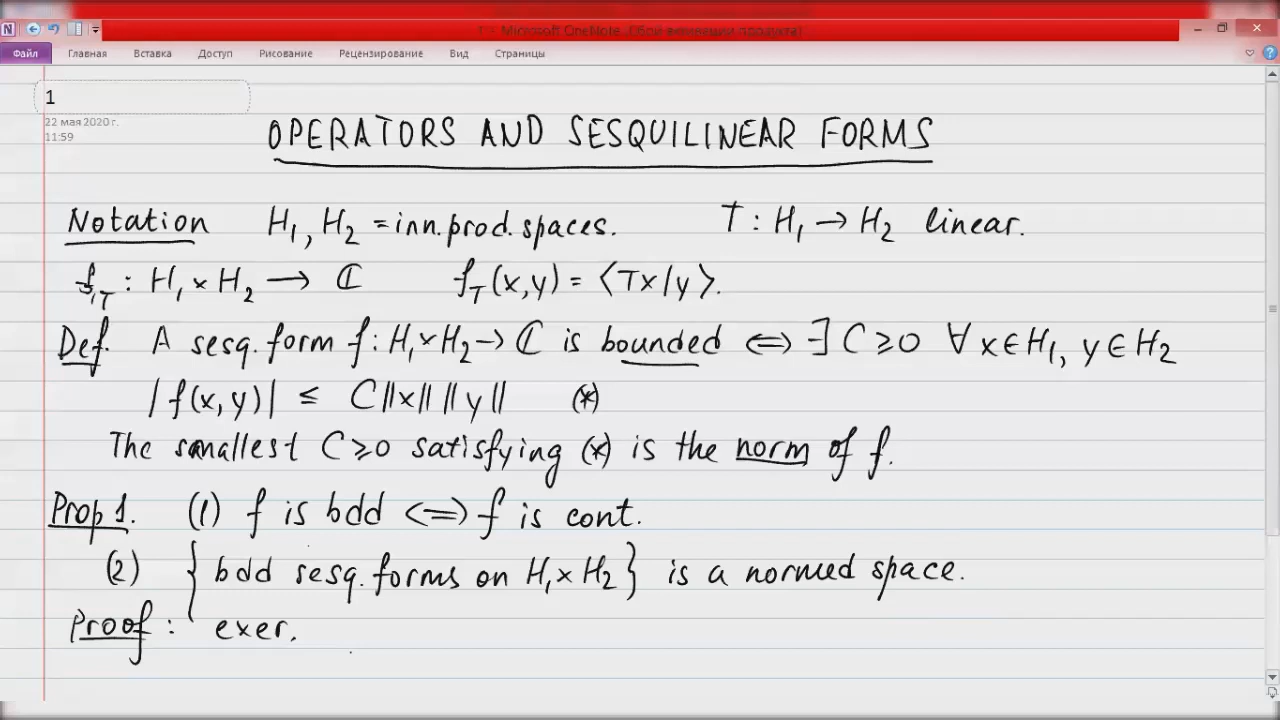 Microsoft OneNote
Файл Главная Вставка Доступ Рисование Рецензирование Вид Страницы
1
22 мая 2020 г.
11:59
OPERATORS AND SESQUILINEAR FORMS
Notation H₁, H₂ = inn. prod. spaces. T : H₁ → H₂ linear.
f_T : H₁ × H₂ → ℂ f_T(x,y) = ⟨Tx|y⟩.
Def. A sesq. form f : H₁×H₂ → ℂ is bounded ⟺ ∃ C ≥ 0 ∀ x∈H₁, y∈H₂
|f(x,y)| ≤ C‖x‖ ‖y‖ (*)
The smallest C ≥ 0 satisfying (*) is the norm of f.
Prop 1. (1) f is bdd ⟺ f is cont.
(2) {bdd sesq. forms on H₁×H₂} is a normed space.
Proof : exer.